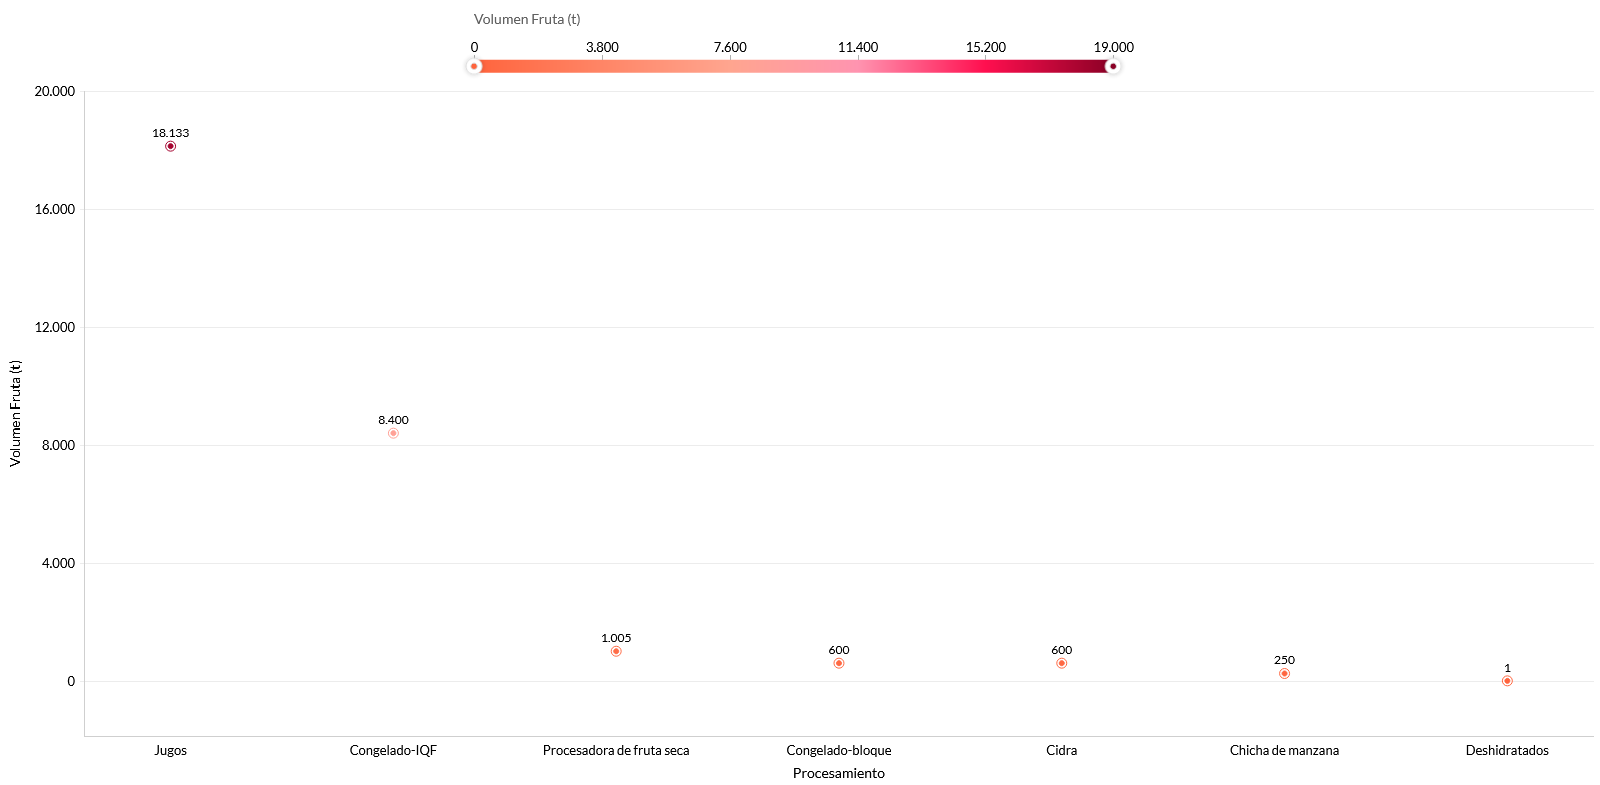 Volumen Fruta (t)
0 3.800 7.600 11.400 15.200 19.000
20.000
18.133
16.000
12.000
8.400
8.000
4.000
1.005
600 600
250
1
0
Volumen Fruta (t)
Jugos Congelado-IQF Procesadora de fruta seca Congelado-bloque Cidra Chicha de manzana Deshidratados
Procesamiento